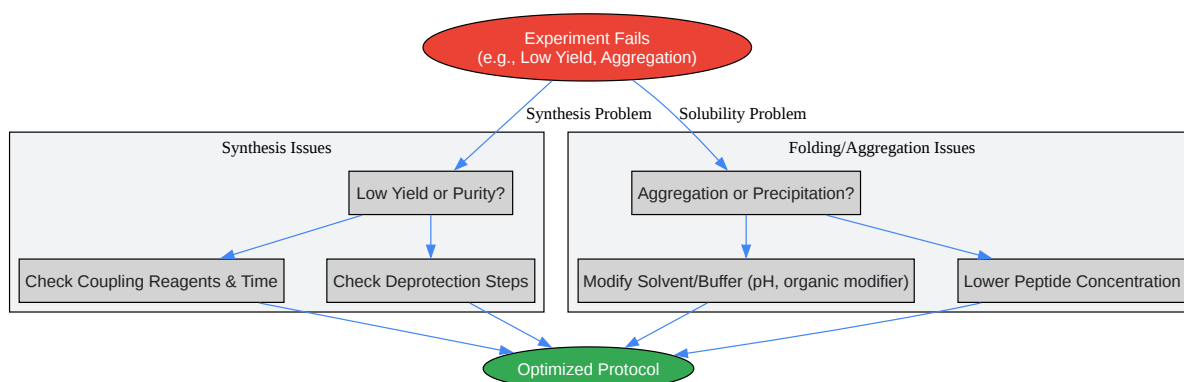 Experiment Fails
(e.g., Low Yield, Aggregation)
Synthesis Problem
Solubility Problem
Synthesis Issues
Folding/Aggregation Issues
Low Yield or Purity?
Aggregation or Precipitation?
Check Coupling Reagents & Time
Check Deprotection Steps
Modify Solvent/Buffer (pH, organic modifier)
Lower Peptide Concentration
Optimized Protocol